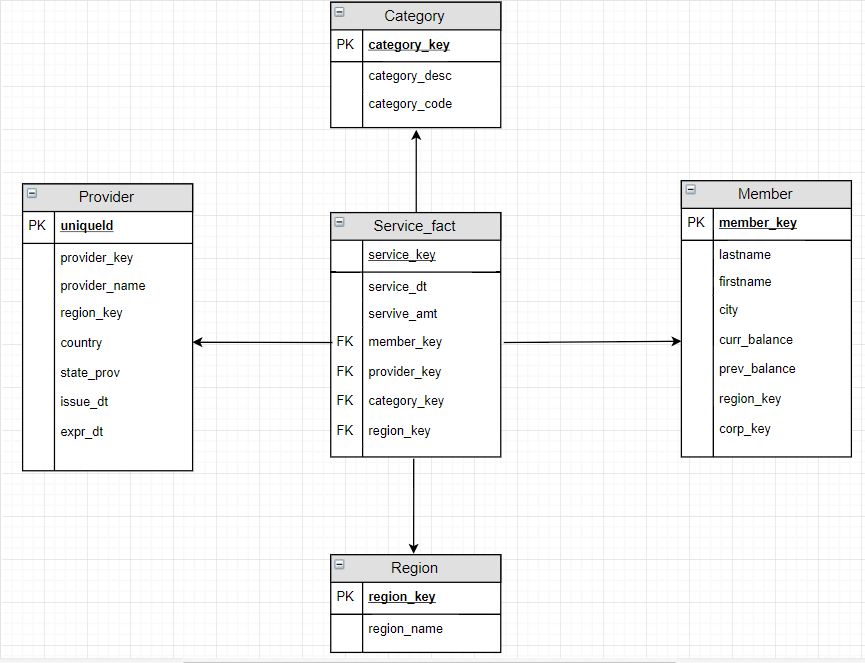 Category
PK category_key
category_desc
category_code
Provider
PK uniqueId
provider_key
provider_name
region_key
country
state_prov
issue_dt
expr_dt
Service_fact
service_key
service_dt
servive_amt
FK member_key
FK provider_key
FK category_key
FK region_key
Member
PK member_key
lastname
firstname
city
curr_balance
prev_balance
region_key
corp_key
Region
PK region_key
region_name